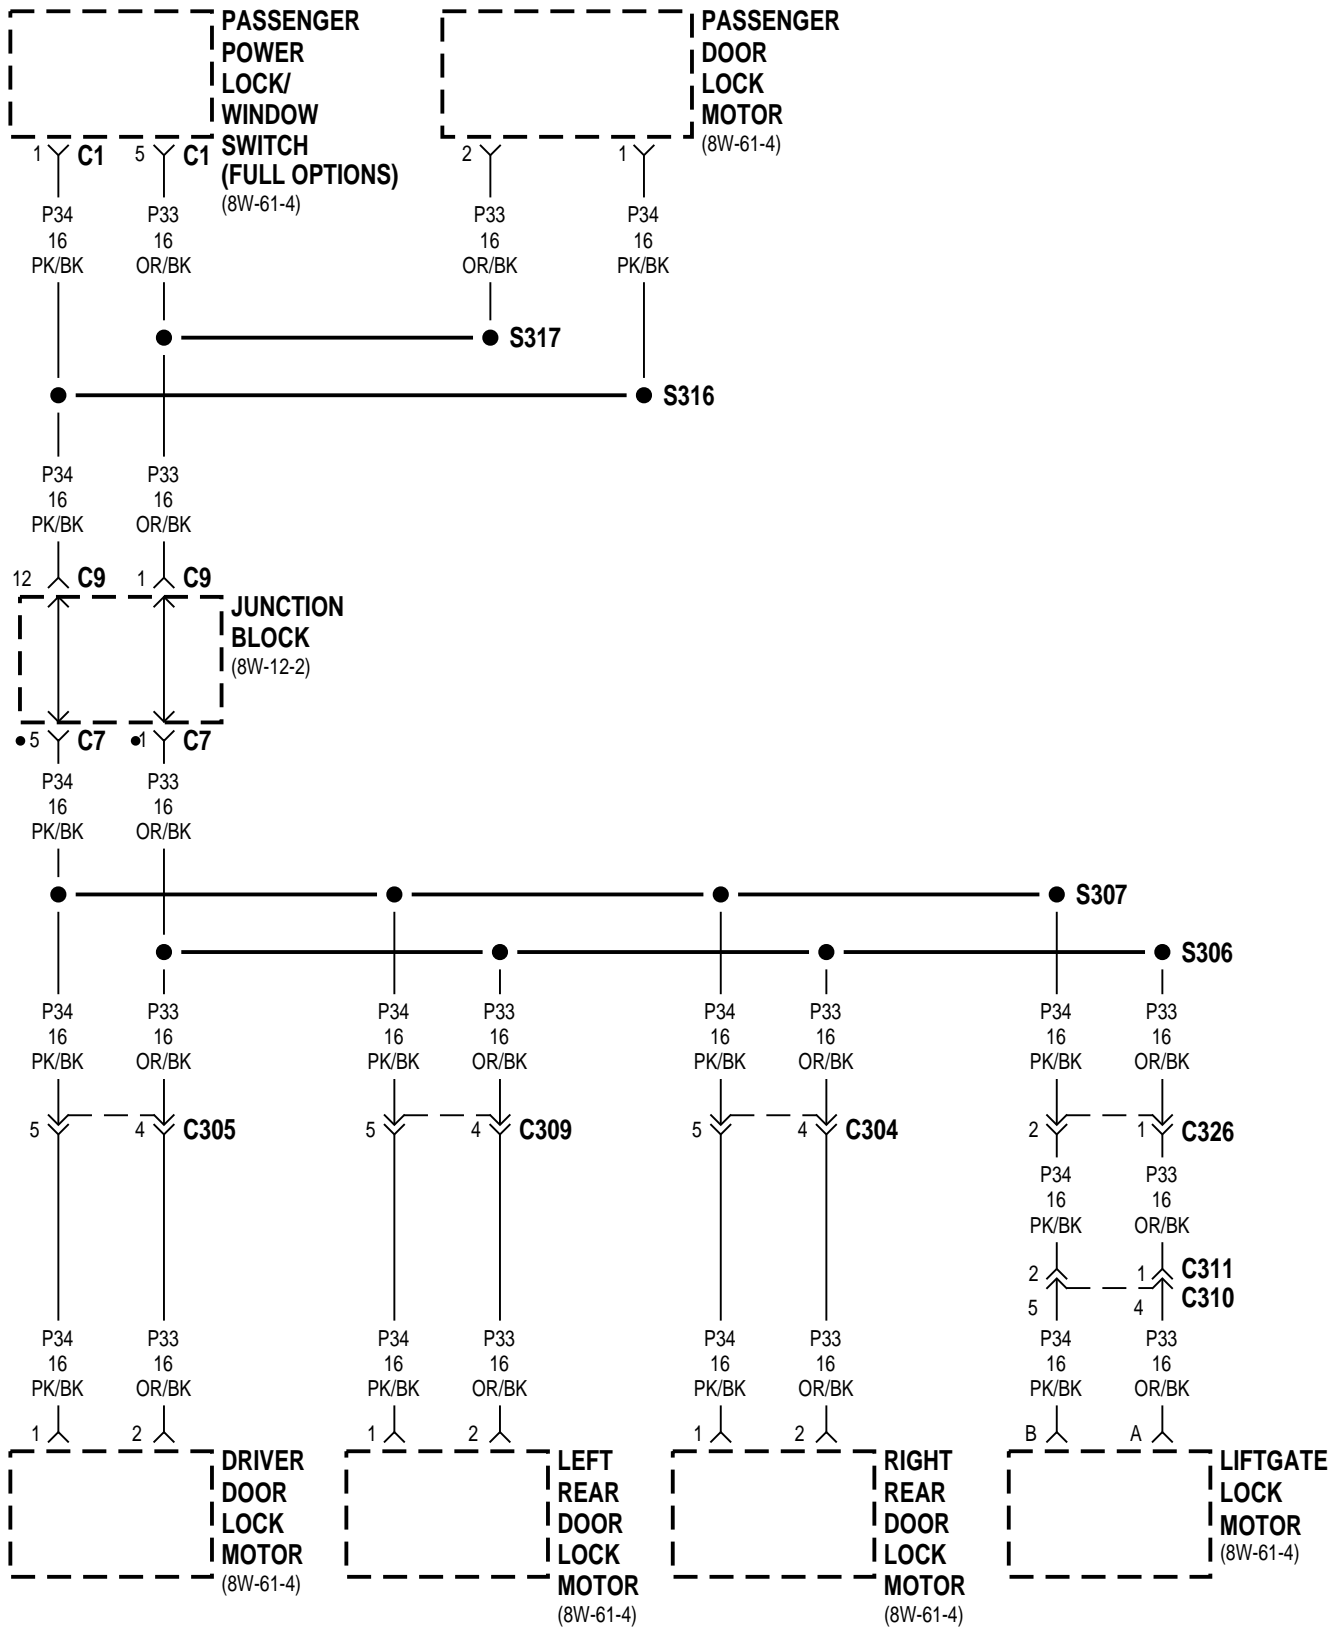 PASSENGER
POWER
LOCK/
WINDOW
SWITCH
(FULL OPTIONS)
(8W-61-4)
PASSENGER
DOOR
LOCK
MOTOR
(8W-61-4)
1 C1 5 C1 2 1
P34 P33 P33 P34
16 16 16 16
PK/BK OR/BK OR/BK PK/BK
S317
S316
P34 P33
16 16
PK/BK OR/BK
12 C9 1 C9
JUNCTION
BLOCK
(8W-12-2)
5 C7 1 C7
P34 P33
16 16
PK/BK OR/BK
S307
S306
P34 P33 P34 P33 P34 P33 P34 P33
16 16 16 16 16 16 16 16
PK/BK OR/BK PK/BK OR/BK PK/BK OR/BK PK/BK OR/BK
5 4 C305 5 4 C309 5 4 C304 2 1 C326
P34 P33
16 16
PK/BK OR/BK
2 1 C311
5 4 C310
P34 P33 P34 P33 P34 P33 P34 P33
16 16 16 16 16 16 16 16
PK/BK OR/BK PK/BK OR/BK PK/BK OR/BK PK/BK OR/BK
1 2 1 2 1 2 B A
DRIVER
DOOR
LOCK
MOTOR
(8W-61-4)
LEFT
REAR
DOOR
LOCK
MOTOR
(8W-61-4)
RIGHT
REAR
DOOR
LOCK
MOTOR
(8W-61-4)
LIFTGATE
LOCK
MOTOR
(8W-61-4)